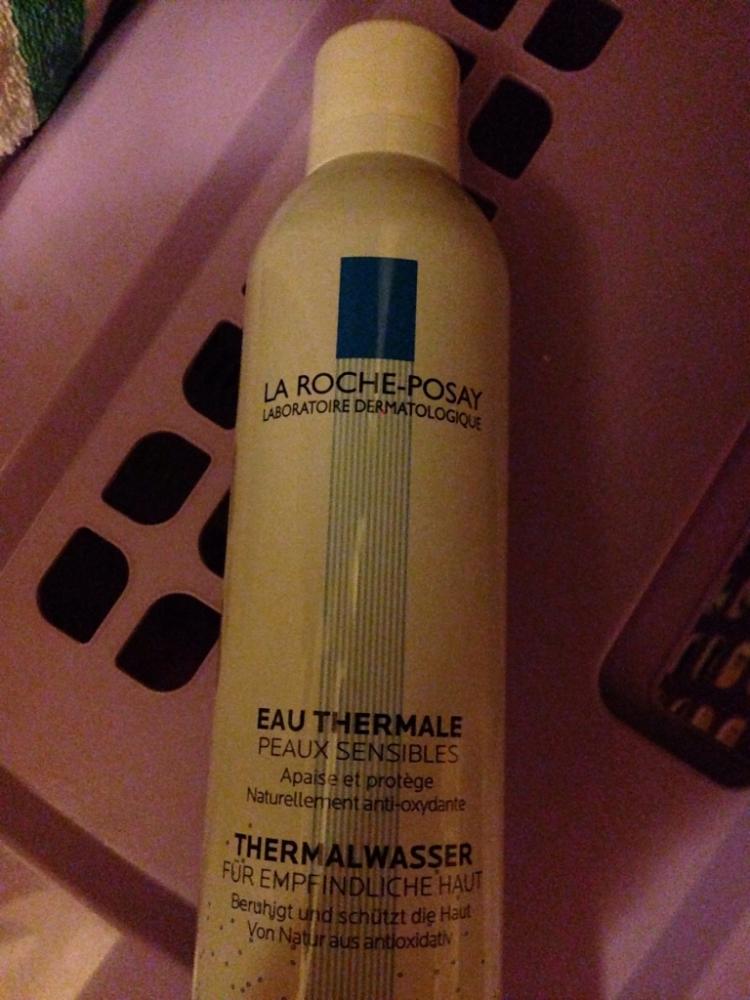 LA ROCHE-POSAY
LABORATOIRE DERMATOLOGIQUE
EAU THERMALE
PEAUX SENSIBLES
Apaise et protège
Naturellement anti-oxydante
THERMALWASSER
FÜR EMPFINDLICHE HAUT
Beruhigt und schützt die Haut
Von Natur aus antioxidativ